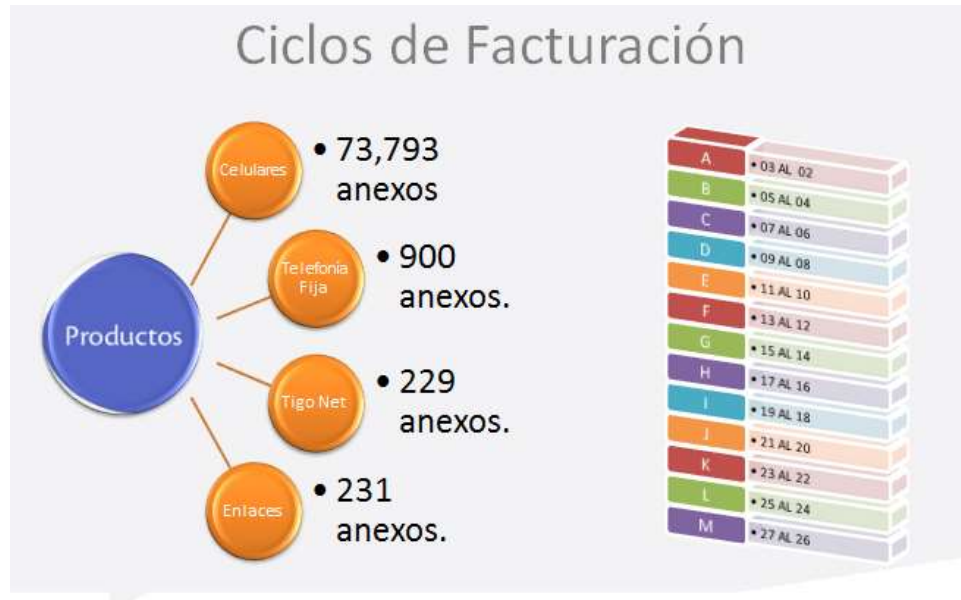 Ciclos de Facturación
Productos
Celulares
• 73,793
anexos
Telefonía
Fija
• 900
anexos.
Tigo Net
• 229
anexos.
Enlaces
• 231
anexos.
A
• 03 AL 02
B
• 05 AL 04
C
• 07 AL 06
D
• 09 AL 08
E
• 11 AL 10
F
• 13 AL 12
G
• 15 AL 14
H
• 17 AL 16
I
• 19 AL 18
J
• 21 AL 20
K
• 23 AL 22
L
• 25 AL 24
M
• 27 AL 26